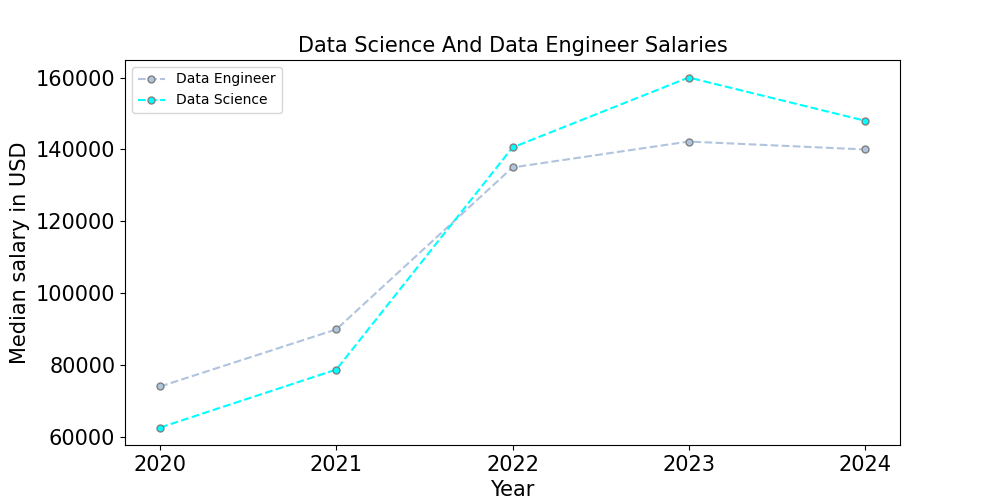 Data Science And Data Engineer Salaries
Data Engineer
Data Science
Median salary in USD
160000
140000
120000
100000
80000
60000
2020 2021 2022 2023 2024
Year